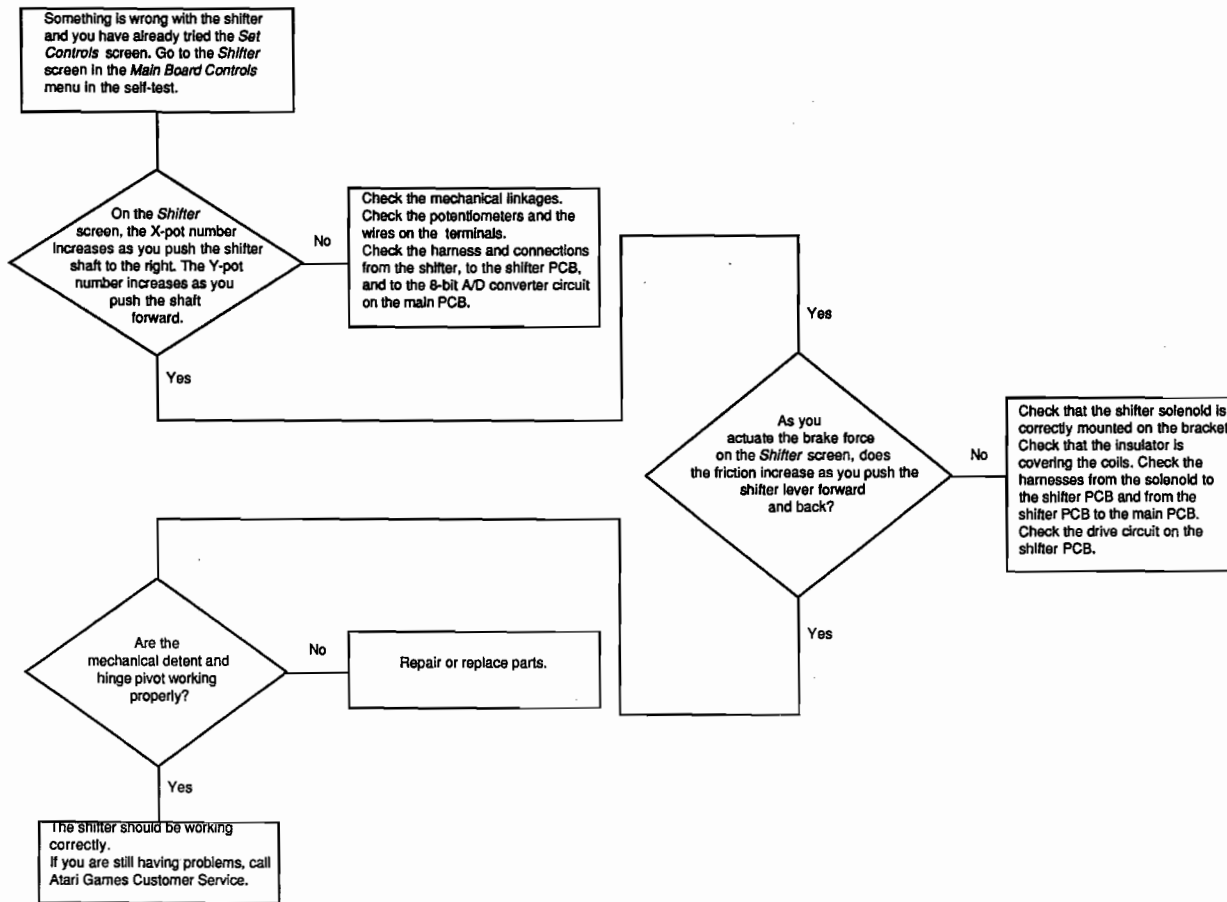 Something is wrong with the shifter
and you have already tried the Set
Controls screen. Go to the Shifter
screen in the Main Board Controls
menu in the self-test.
On the Shifter
screen, the X-pot number
increases as you push the shifter
shaft to the right. The Y-pot
number increases as you
push the shaft
forward.
No
Check the mechanical linkages.
Check the potentiometers and the
wires on the terminals.
Check the harness and connections
from the shifter, to the shifter PCB,
and to the 8-bit A/D converter circuit
on the main PCB.
Yes
Yes
As you
actuate the brake force
on the Shifter screen, does
the friction increase as you push the
shifter lever forward
and back?
No
Check that the shifter solenoid is
correctly mounted on the bracket
Check that the insulator is
covering the coils. Check the
harnesses from the solenoid to
the shifter PCB and from the
shifter PCB to the main PCB.
Check the drive circuit on the
shifter PCB.
Yes
Are the
mechanical detent and
hinge pivot working
properly?
No
Repair or replace parts.
Yes
The shifter should be working
correctly.
If you are still having problems, call
Atari Games Customer Service.